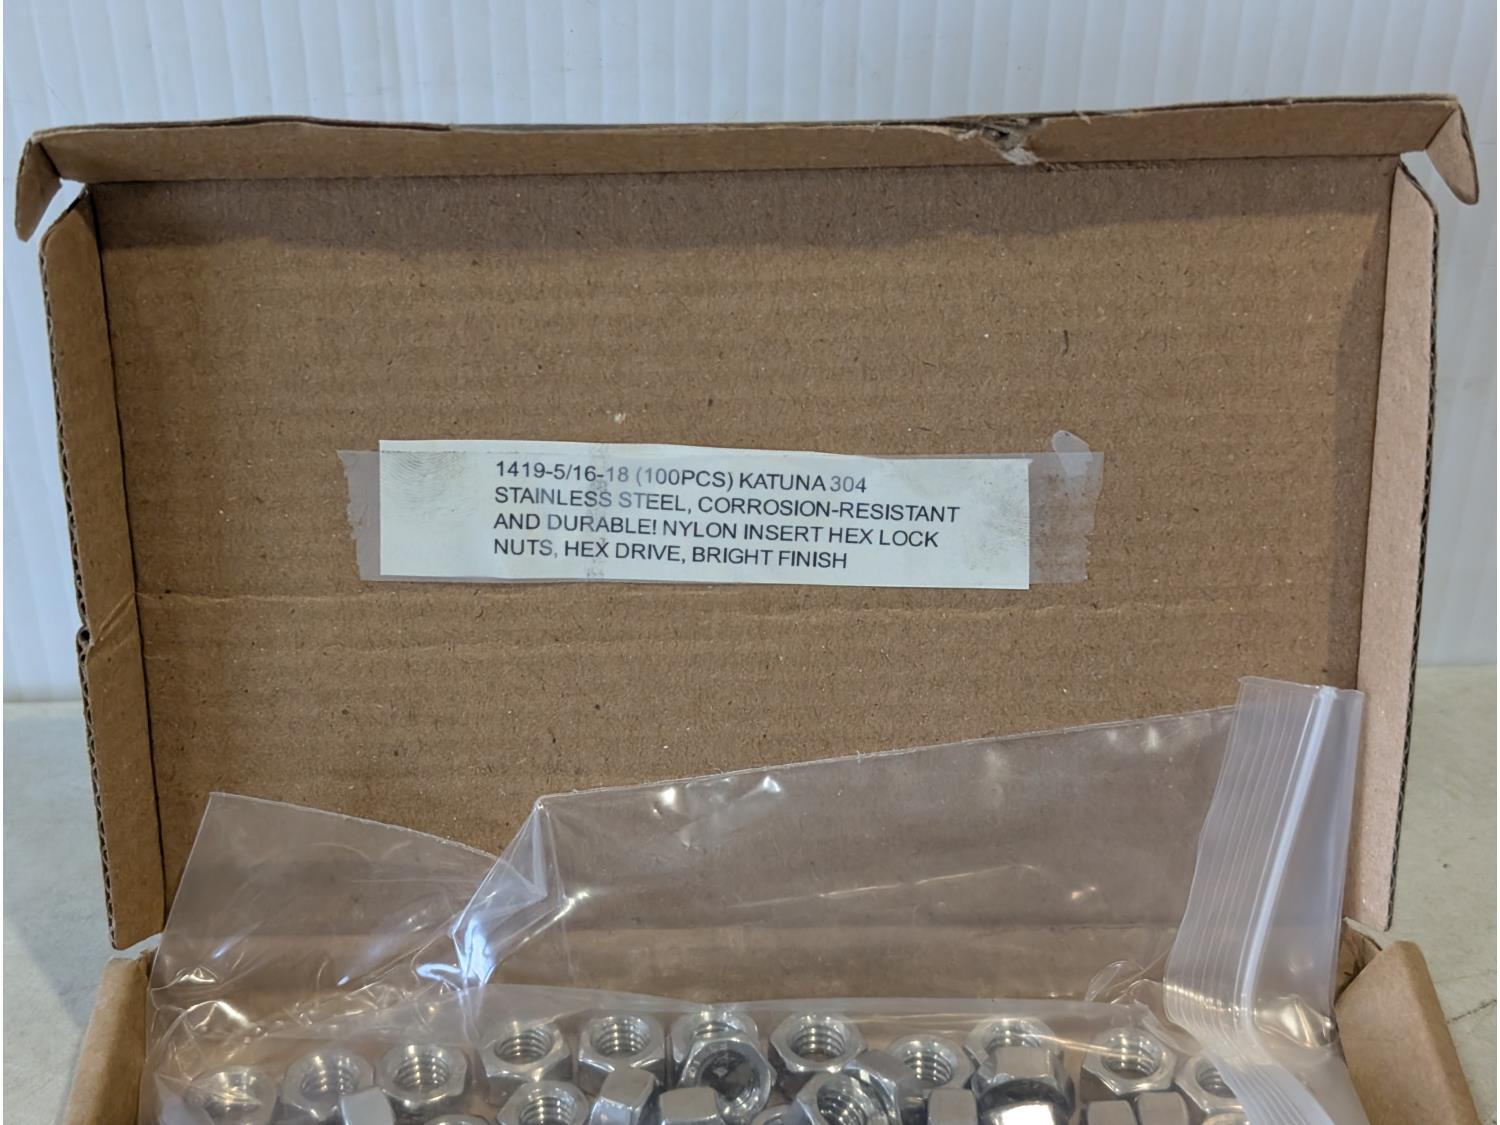 1419-5/16-18 (100PCS) KATUNA 304
STAINLESS STEEL, CORROSION-RESISTANT
AND DURABLE! NYLON INSERT HEX LOCK
NUTS, HEX DRIVE, BRIGHT FINISH